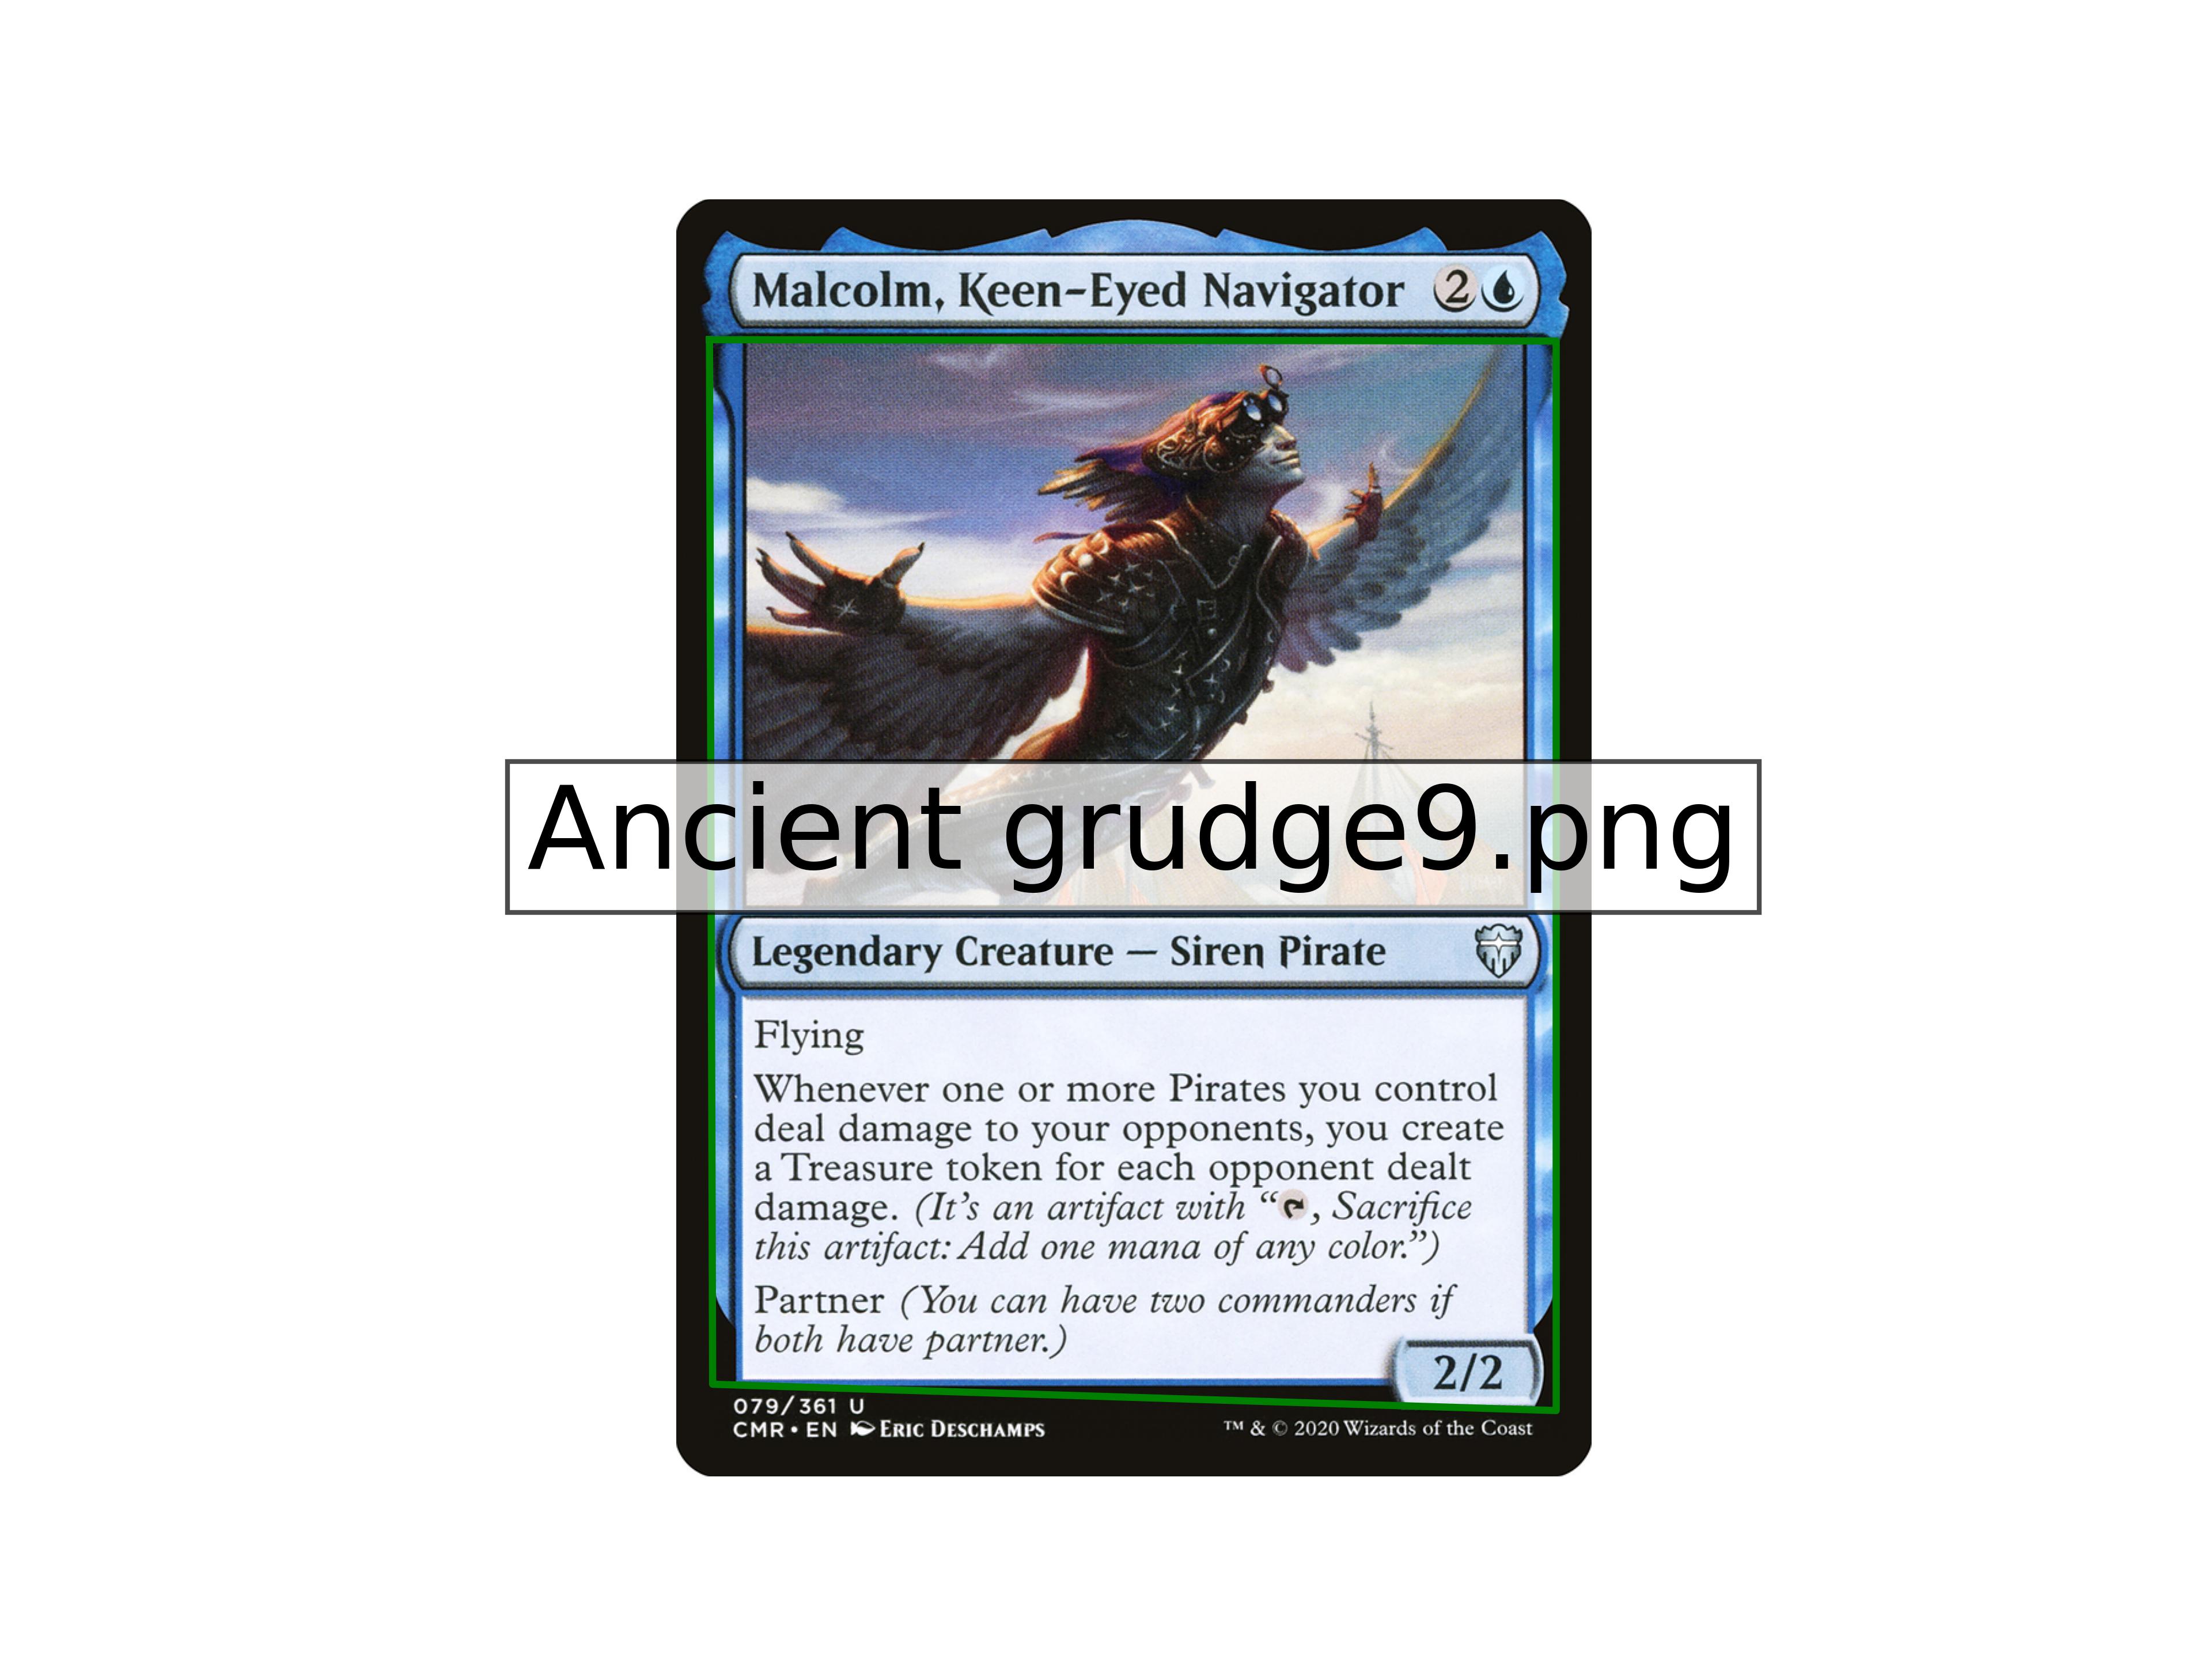 Malcolm, Keen-Eyed Navigator 2
Ancient grudge9.png
Legendary Creature — Siren Pirate
Flying
Whenever one or more Pirates you control
deal damage to your opponents, you create
a Treasure token for each opponent dealt
damage. (It's an artifact with “, Sacrifice
this artifact: Add one mana of any color.”)
Partner (You can have two commanders if
both have partner.)
2/2
079/361 U
CMR • EN Eric Deschamps
™ & © 2020 Wizards of the Coast